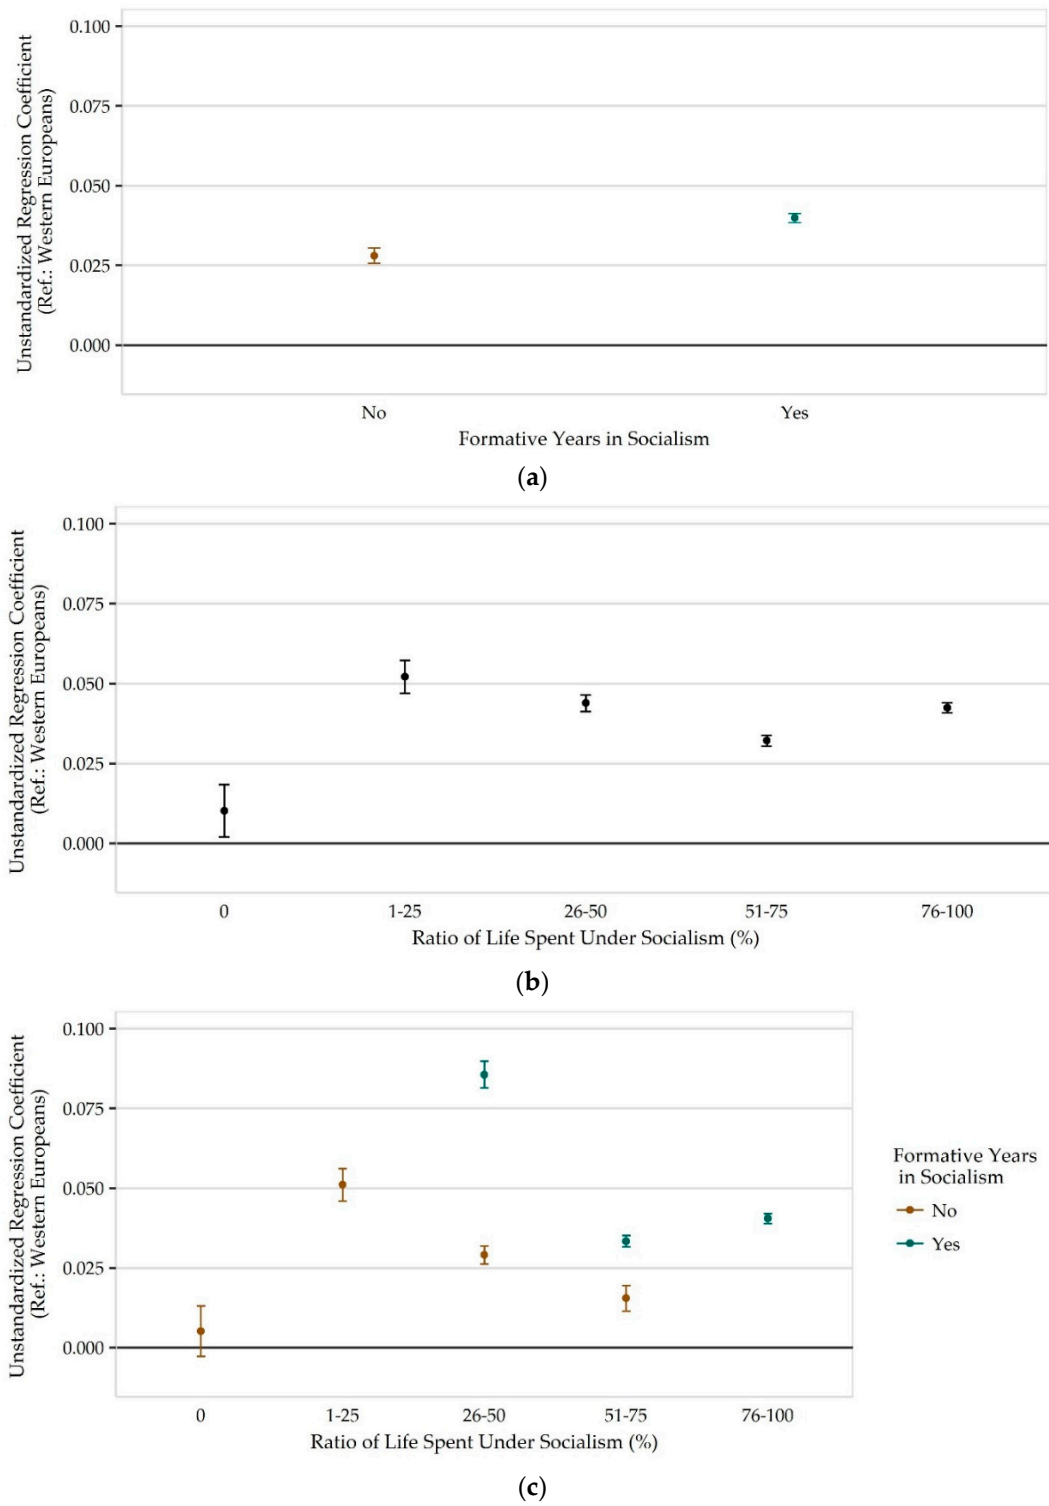 Unstandardized Regression Coefficient
(Ref.: Western Europeans)
0.100
0.075
0.050
0.025
0.000
No
Yes
Formative Years in Socialism
(a)
Unstandardized Regression Coefficient
(Ref.: Western Europeans)
0.100
0.075
0.050
0.025
0.000
0
1-25
26-50
51-75
76-100
Ratio of Life Spent Under Socialism (%)
(b)
Unstandardized Regression Coefficient
(Ref.: Western Europeans)
0.100
0.075
0.050
0.025
0.000
0
1-25
26-50
51-75
76-100
Ratio of Life Spent Under Socialism (%)
Formative Years
in Socialism
No
Yes
(c)